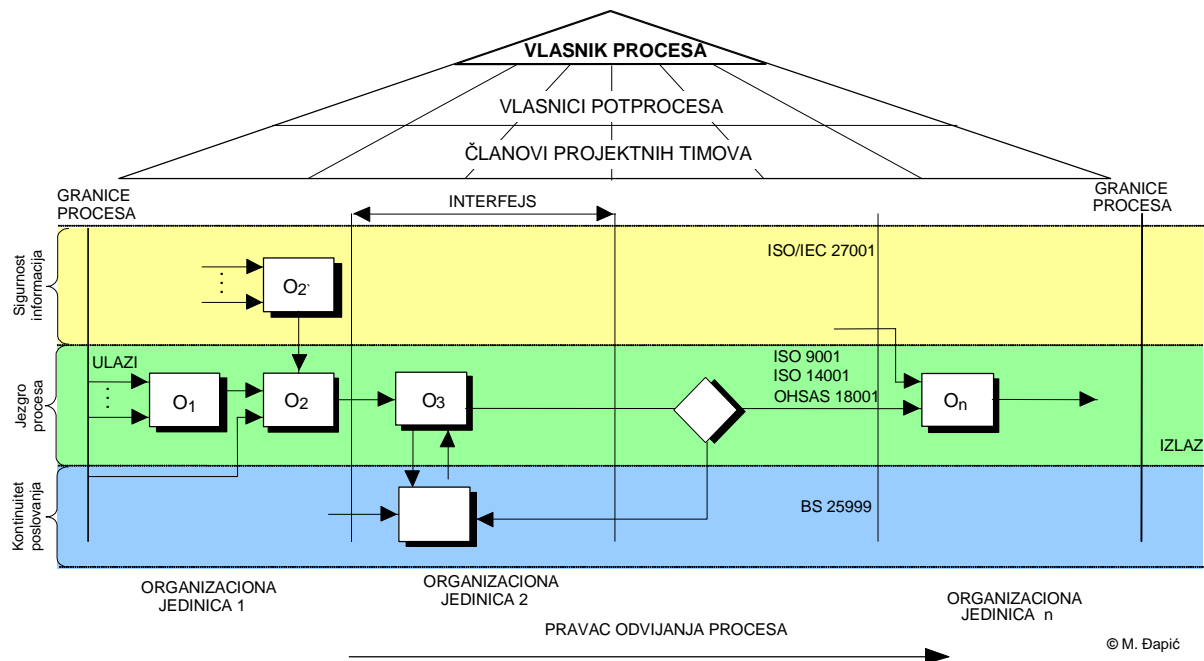 VLASNIK PROCESA
VLASNICI POTPROCESA
ČLANOVI PROJEKTNIH TIMOVA
GRANICE
PROCESA
INTERFEJS
GRANICE
PROCESA
Sigurnost
informacija
ISO/IEC 27001
O2`
Jezgro
procesa
ULAZI
O1
O2
O3
ISO 9001
ISO 14001
OHSAS 18001
On
IZLAZ
Kontinuitet
poslovanja
BS 25999
ORGANIZACIONA
JEDINICA 1
ORGANIZACIONA
JEDINICA 2
ORGANIZACIONA
JEDINICA n
PRAVAC ODVIJANJA PROCESA
© M. Đapić